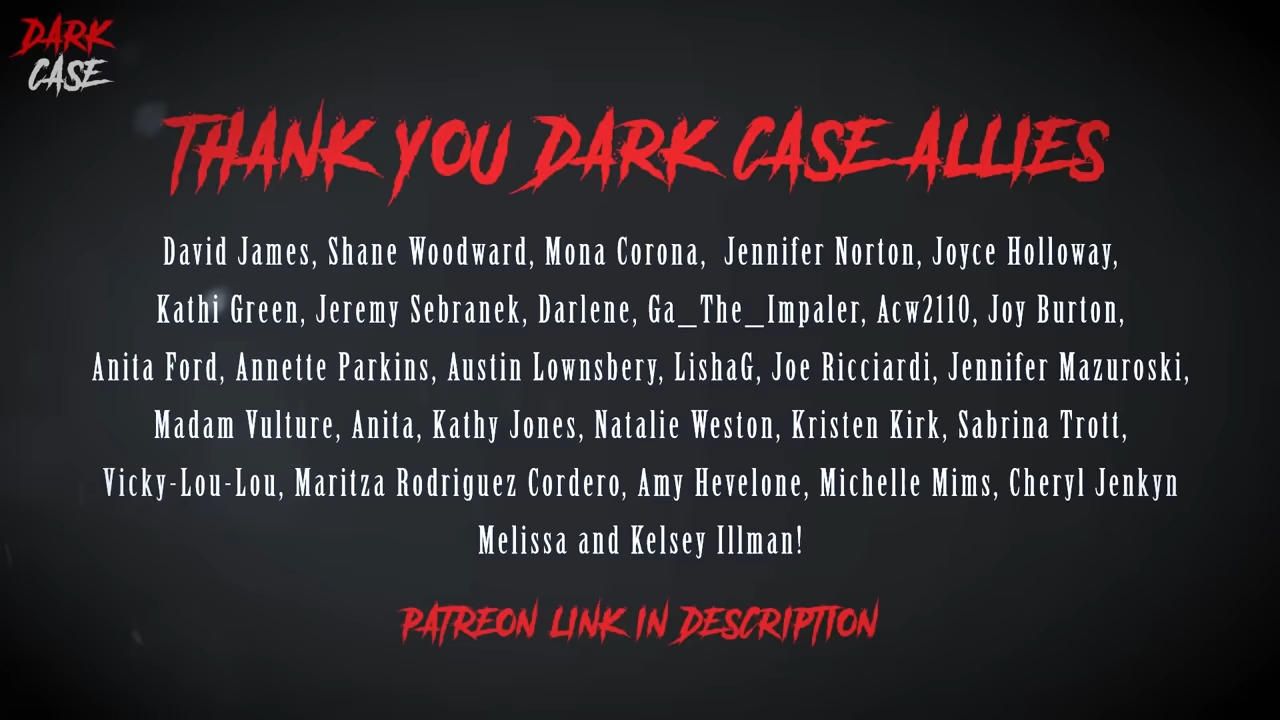 DARK
CASE
THANK YOU DARK CASE ALLIES
David James, Shane Woodward, Mona Corona, Jennifer Norton, Joyce Holloway,
Kathi Green, Jeremy Sebranek, Darlene, Ga_The_Impaler, Acw2110, Joy Burton,
Anita Ford, Annette Parkins, Austin Lownsbery, LishaG, Joe Ricciardi, Jennifer Mazuroski,
Madam Vulture, Anita, Kathy Jones, Natalie Weston, Kristen Kirk, Sabrina Trott,
Vicky-Lou-Lou, Maritza Rodriguez Cordero, Amy Hevelone, Michelle Mims, Cheryl Jenkyn
Melissa and Kelsey Illman!
PATREON LINK IN DESCRIPTION